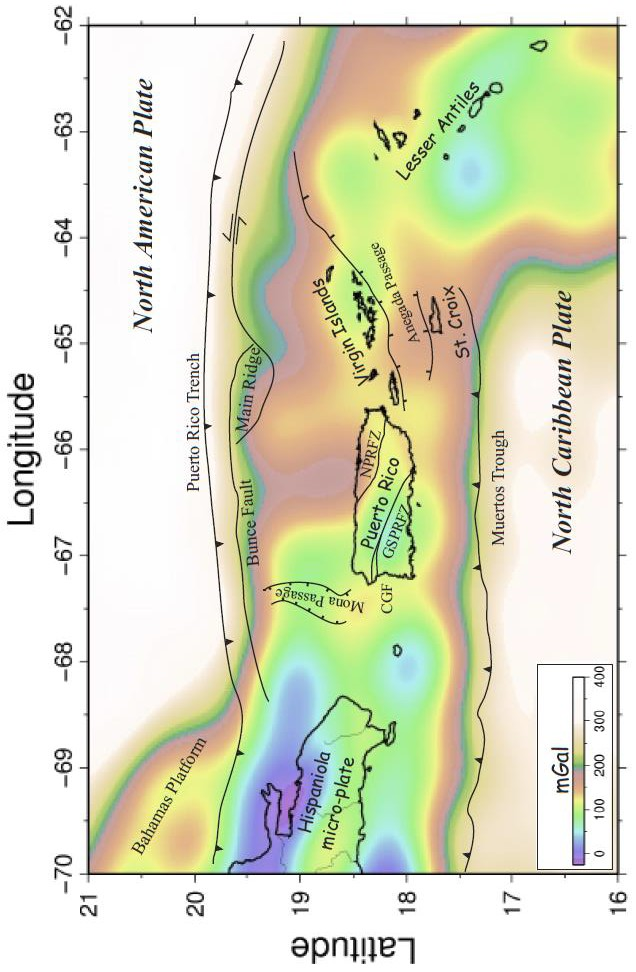 Longitude
Latitude
−70
−69
−68
−67
−66
−65
−64
−63
−62
21
20
19
18
17
16
North American Plate
Puerto Rico Trench
Bahamas Platform
Bunce Fault
Main Ridge
Mona Passage
Hispaniola
micro-plate
Puerto Rico
NPRFZ
GSPRFZ
CGF
Virgin Islands
Anegada Passage
St. Croix
Lesser Antiles
Muertos Trough
North Caribbean Plate
mGal
0
100
200
300
400